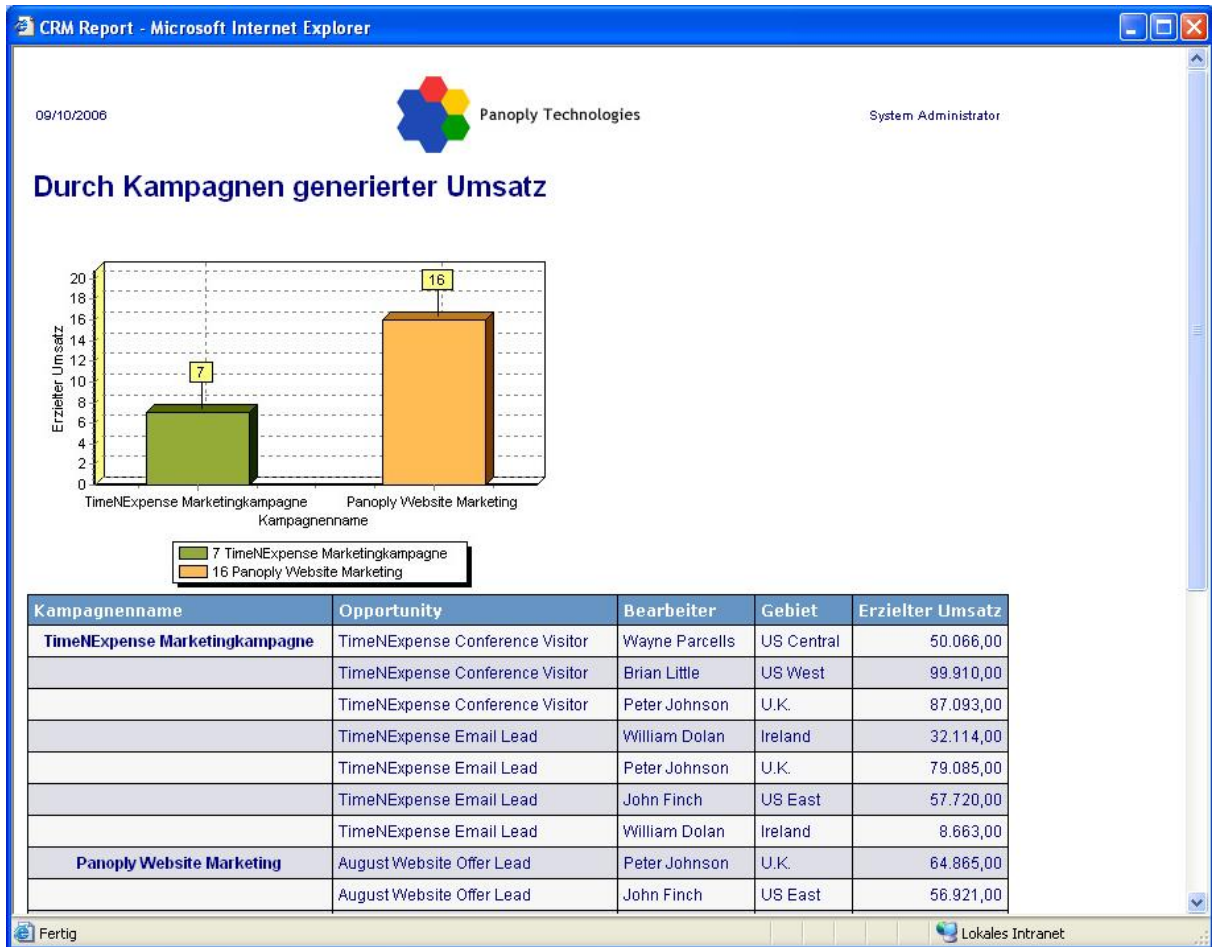 CRM Report - Microsoft Internet Explorer
09/10/2006 Panoply Technologies System Administrator
Durch Kampagnen generierter Umsatz
Erzielter Umsatz
20
18
16
14
12
10
8
6
4
2
0
7
16
TimeNExpense Marketingkampagne Panoply Website Marketing
Kampagnenname
7 TimeNExpense Marketingkampagne
16 Panoply Website Marketing
Kampagnenname Opportunity Bearbeiter Gebiet Erzielter Umsatz
TimeNExpense Marketingkampagne TimeNExpense Conference Visitor Wayne Parcells US Central 50.066,00
TimeNExpense Conference Visitor Brian Little US West 99.910,00
TimeNExpense Conference Visitor Peter Johnson U.K. 87.093,00
TimeNExpense Email Lead William Dolan Ireland 32.114,00
TimeNExpense Email Lead Peter Johnson U.K. 79.085,00
TimeNExpense Email Lead John Finch US East 57.720,00
TimeNExpense Email Lead William Dolan Ireland 8.663,00
Panoply Website Marketing August Website Offer Lead Peter Johnson U.K. 64.865,00
August Website Offer Lead John Finch US East 56.921,00
Fertig Lokales Intranet